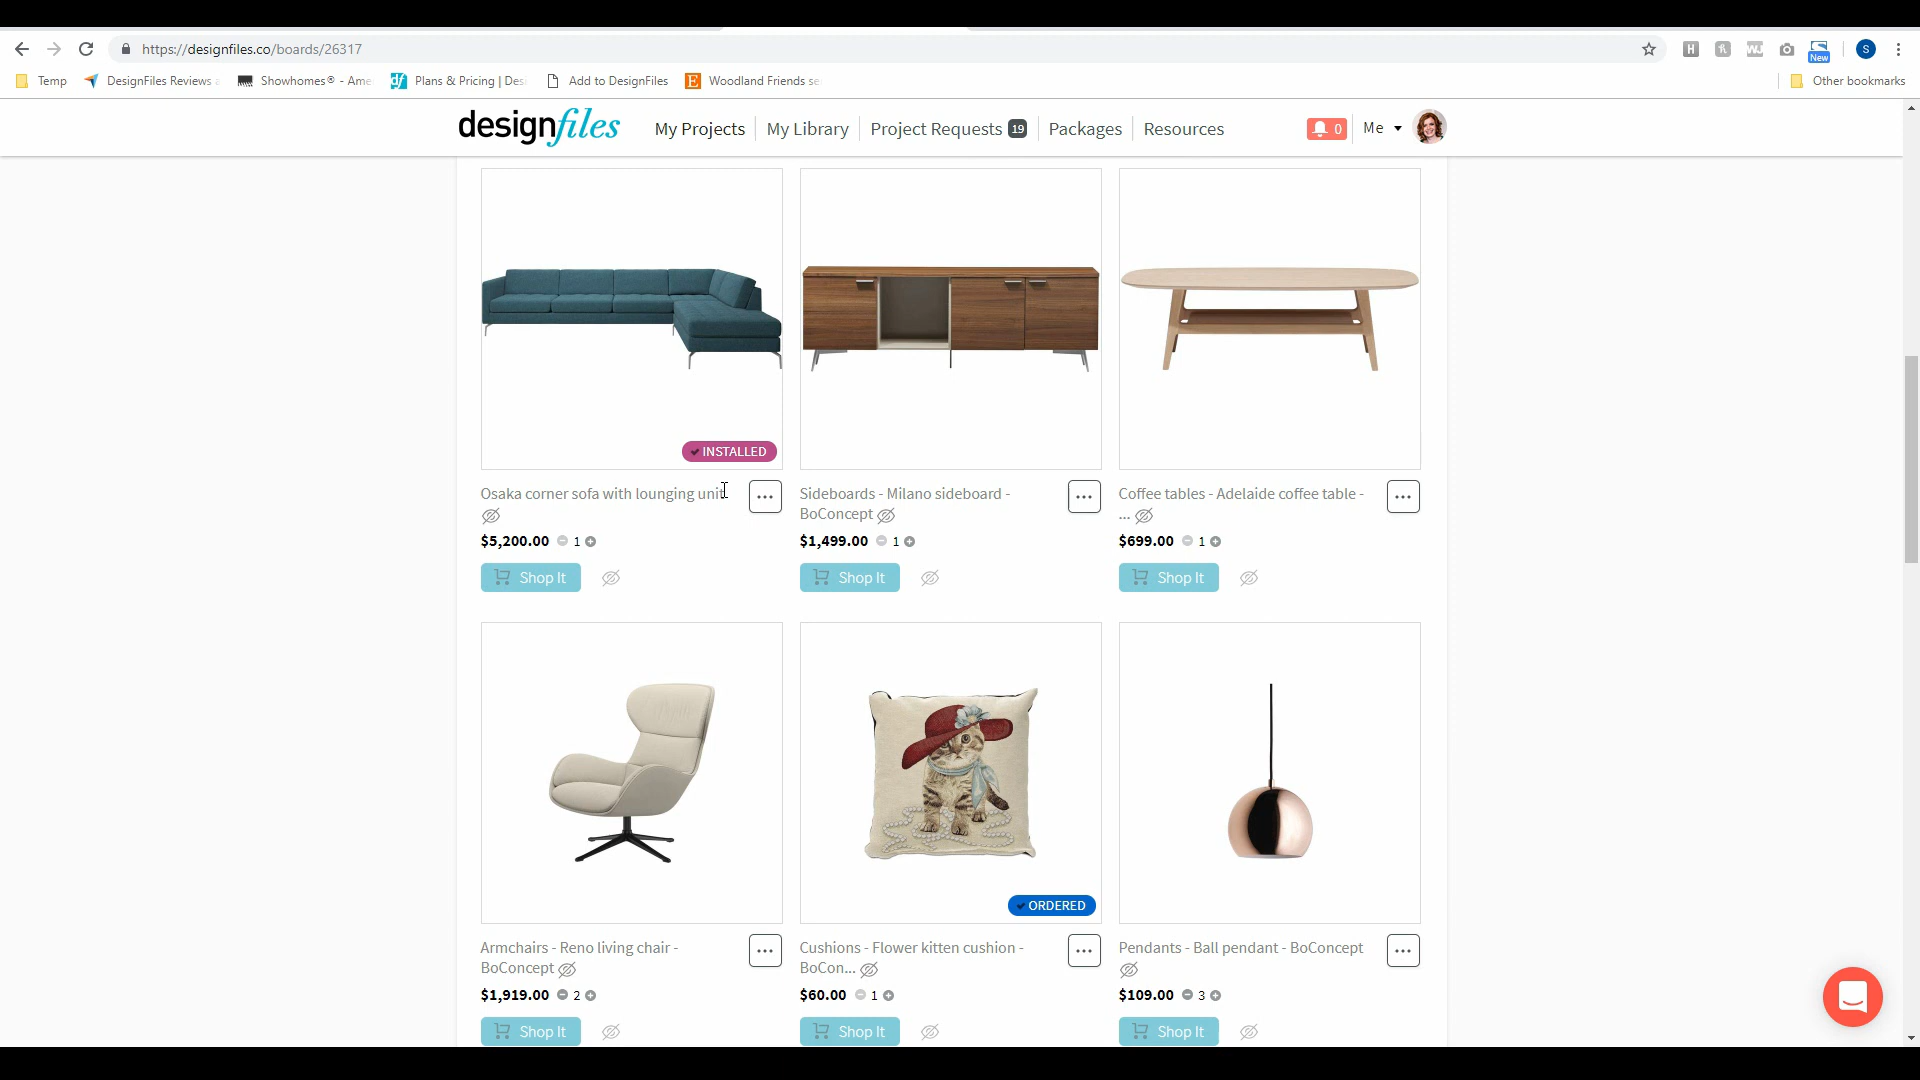 https://designfiles.co/boards/26317
H
New
S
Temp
DesignFiles Reviews
Showhomes® - Ame
df Plans & Pricing | Des
Add to DesignFiles
E Woodland Friends se
Other bookmarks
designfiles
My Projects
My Library
Project Requests 19
Packages
Resources
0
Me
INSTALLED
Osaka corner sofa with lounging unit
...
$5,200.00 1
Shop It
Sideboards - Milano sideboard -
BoConcept
...
$1,499.00 1
Shop It
Coffee tables - Adelaide coffee table -
...
...
$699.00 1
Shop It
Armchairs - Reno living chair -
BoConcept
...
$1,919.00 2
Shop It
ORDERED
Cushions - Flower kitten cushion -
BoCon...
...
$60.00 1
Shop It
Pendants - Ball pendant - BoConcept
...
$109.00 3
Shop It